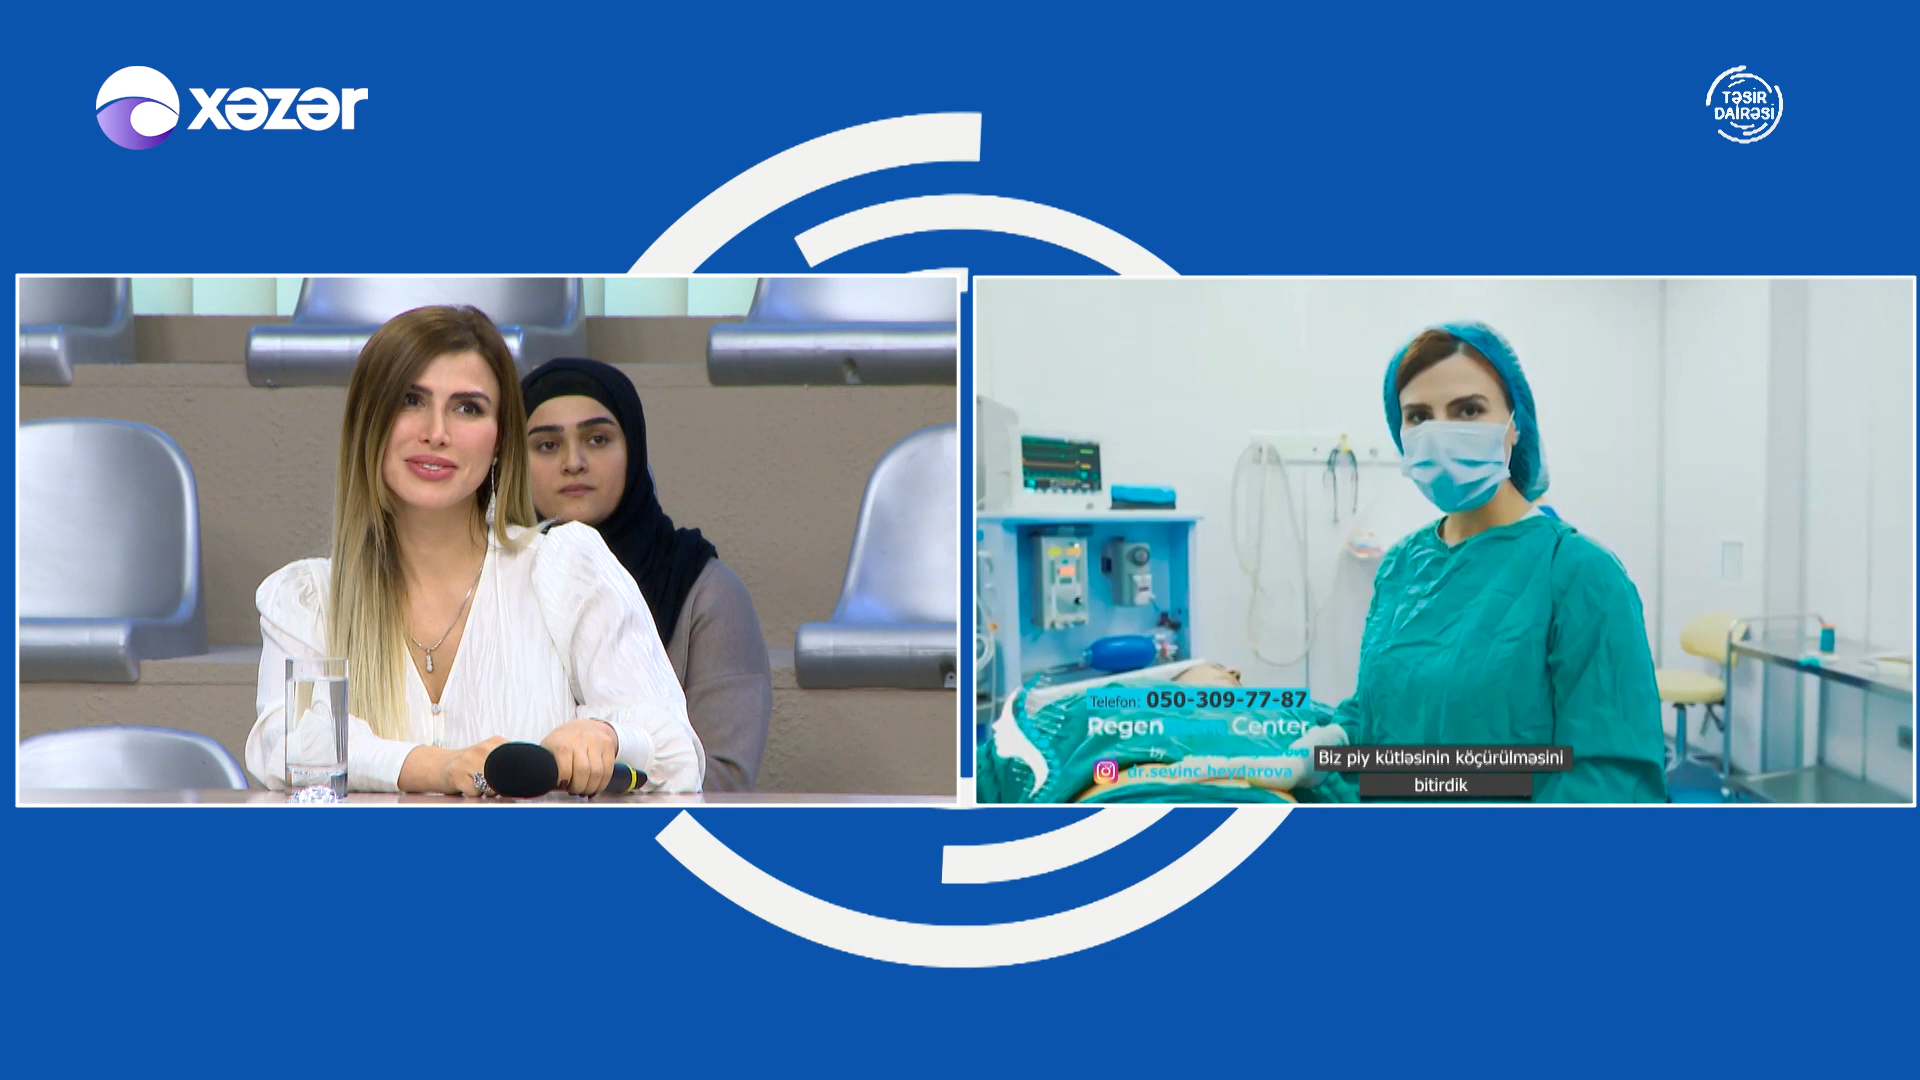 xəzər
TƏSİR
DAİRƏSİ
Telefon: 050-309-77-87
Regen Center
by
dr.sevinc.heydarova
Biz piy kütləsinin köçürülməsini
bitirdik